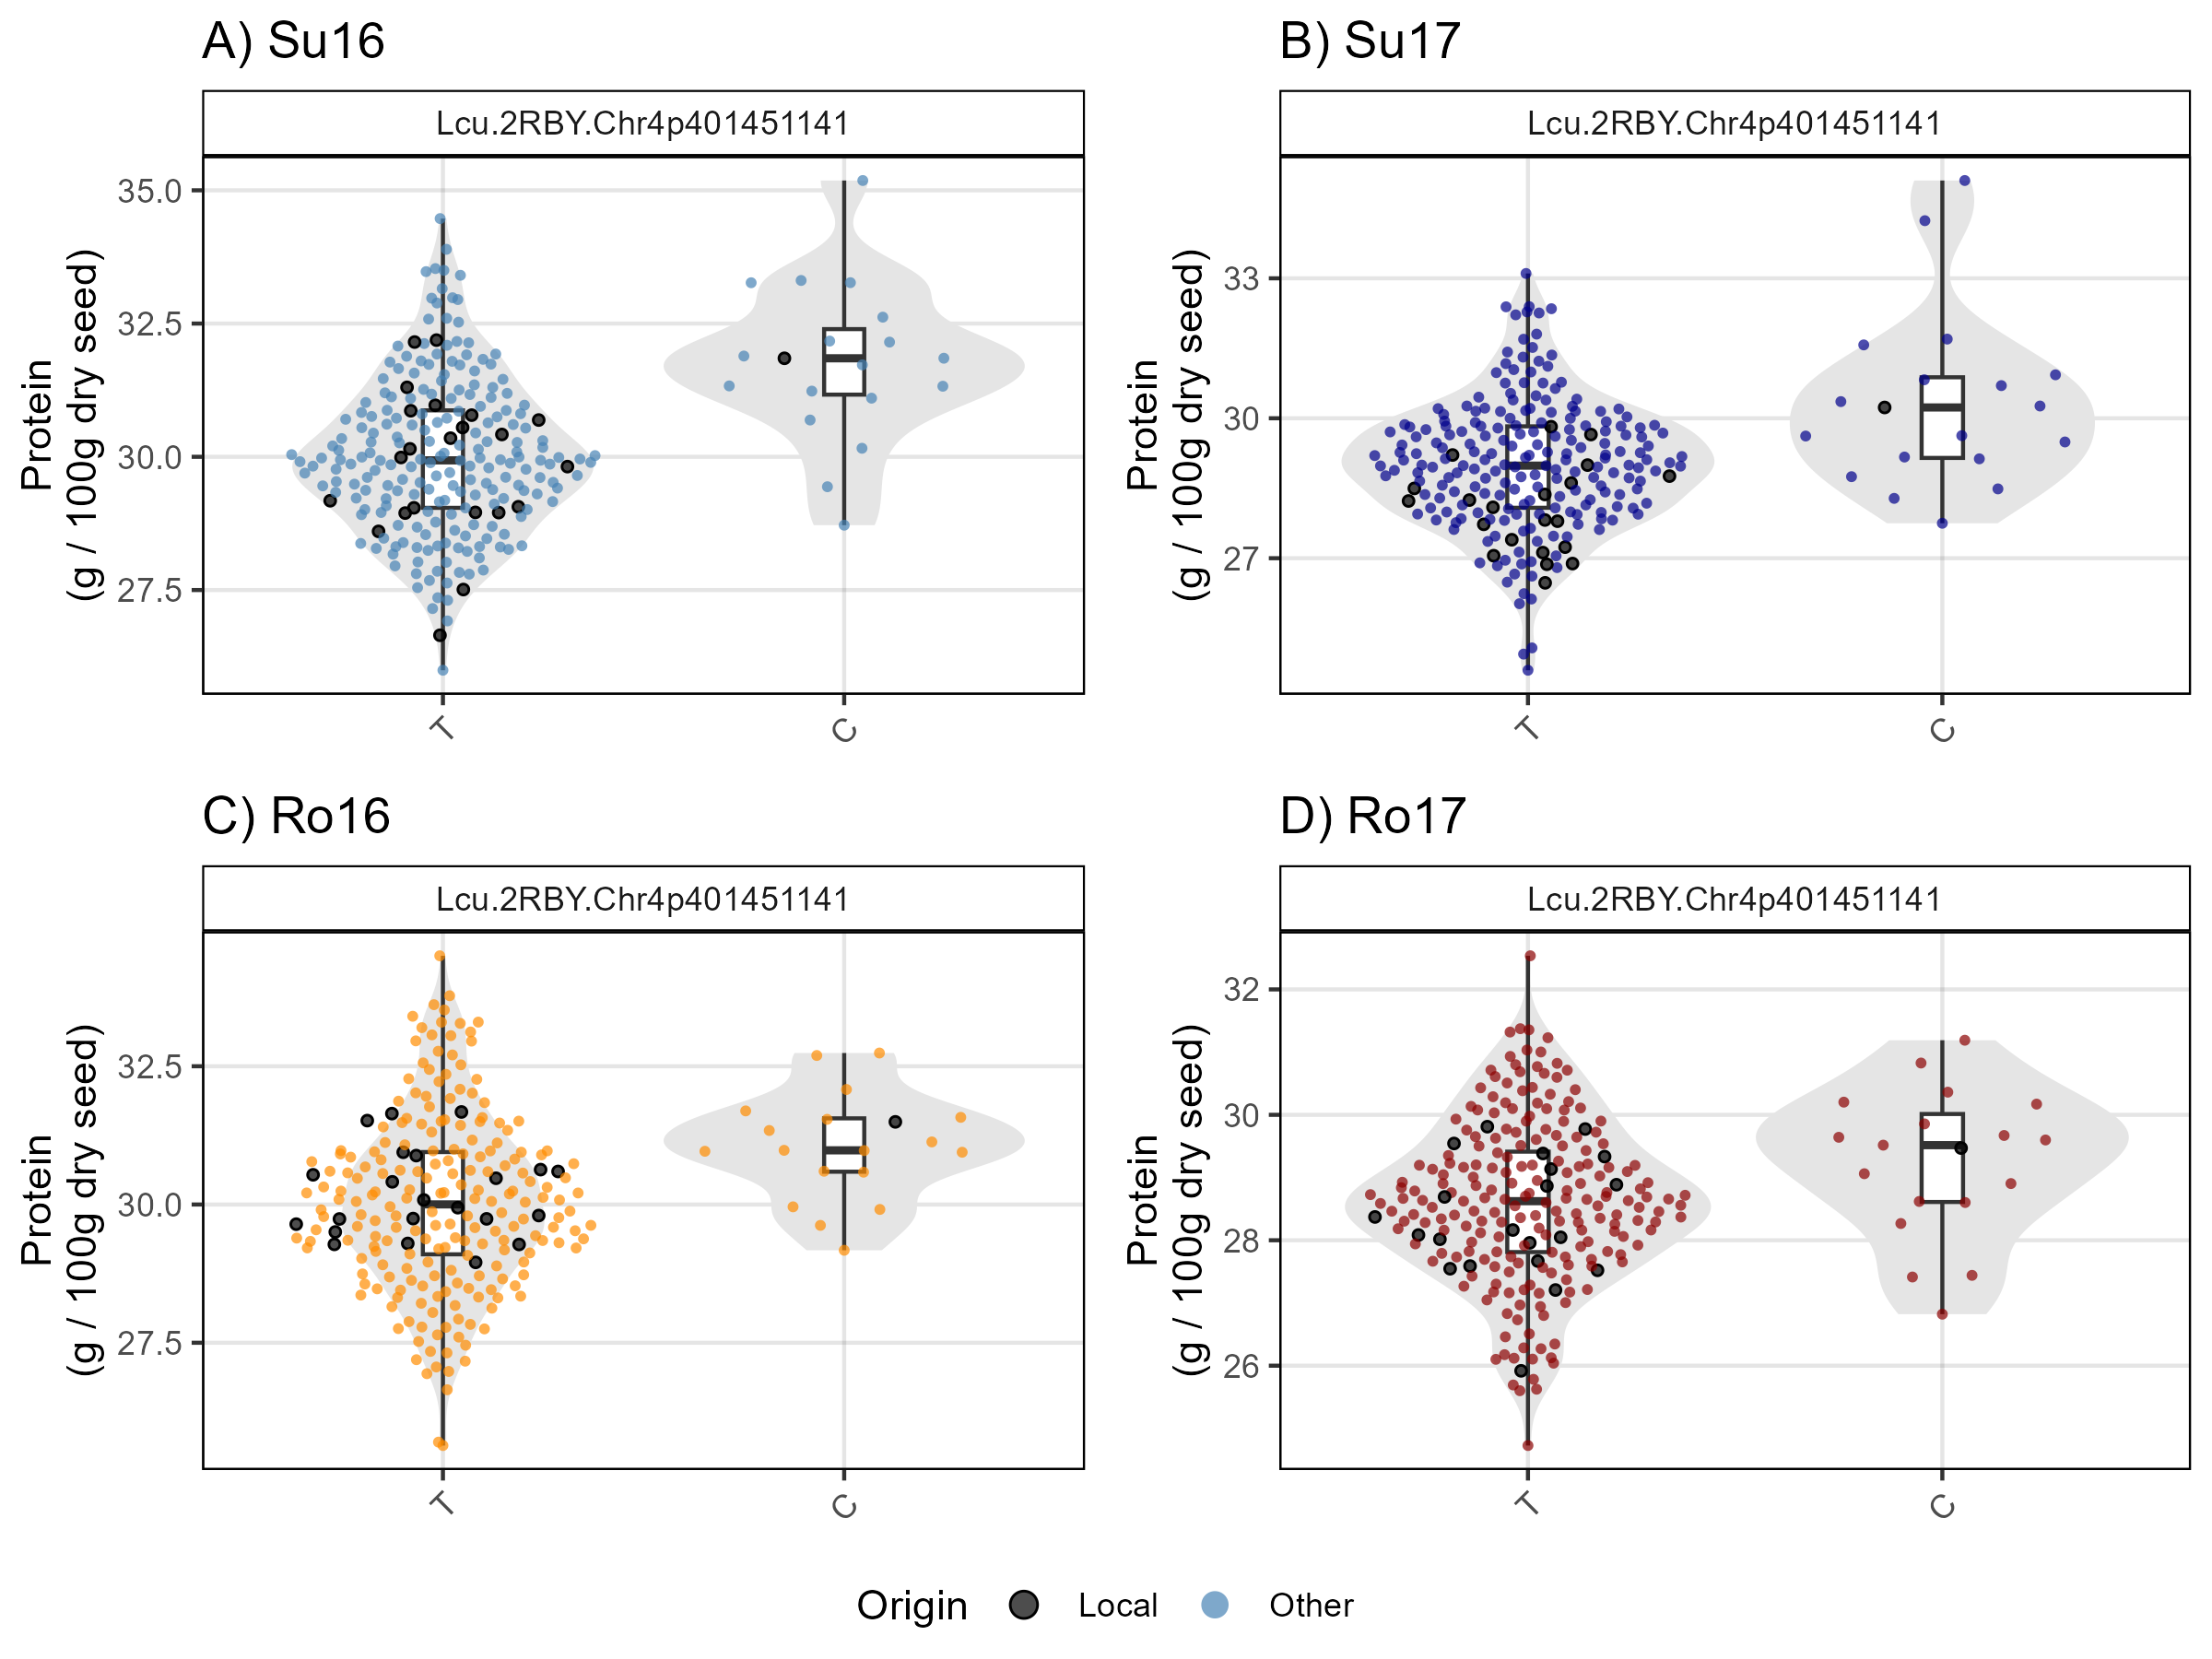 A) Su16
Lcu.2RBY.Chr4p401451141
Protein
(g / 100g dry seed)
35.0
32.5
30.0
27.5
T
C
B) Su17
Lcu.2RBY.Chr4p401451141
Protein
(g / 100g dry seed)
33
30
27
T
C
C) Ro16
Lcu.2RBY.Chr4p401451141
Protein
(g / 100g dry seed)
32.5
30.0
27.5
T
C
D) Ro17
Lcu.2RBY.Chr4p401451141
Protein
(g / 100g dry seed)
32
30
28
26
T
C
Origin
Local
Other